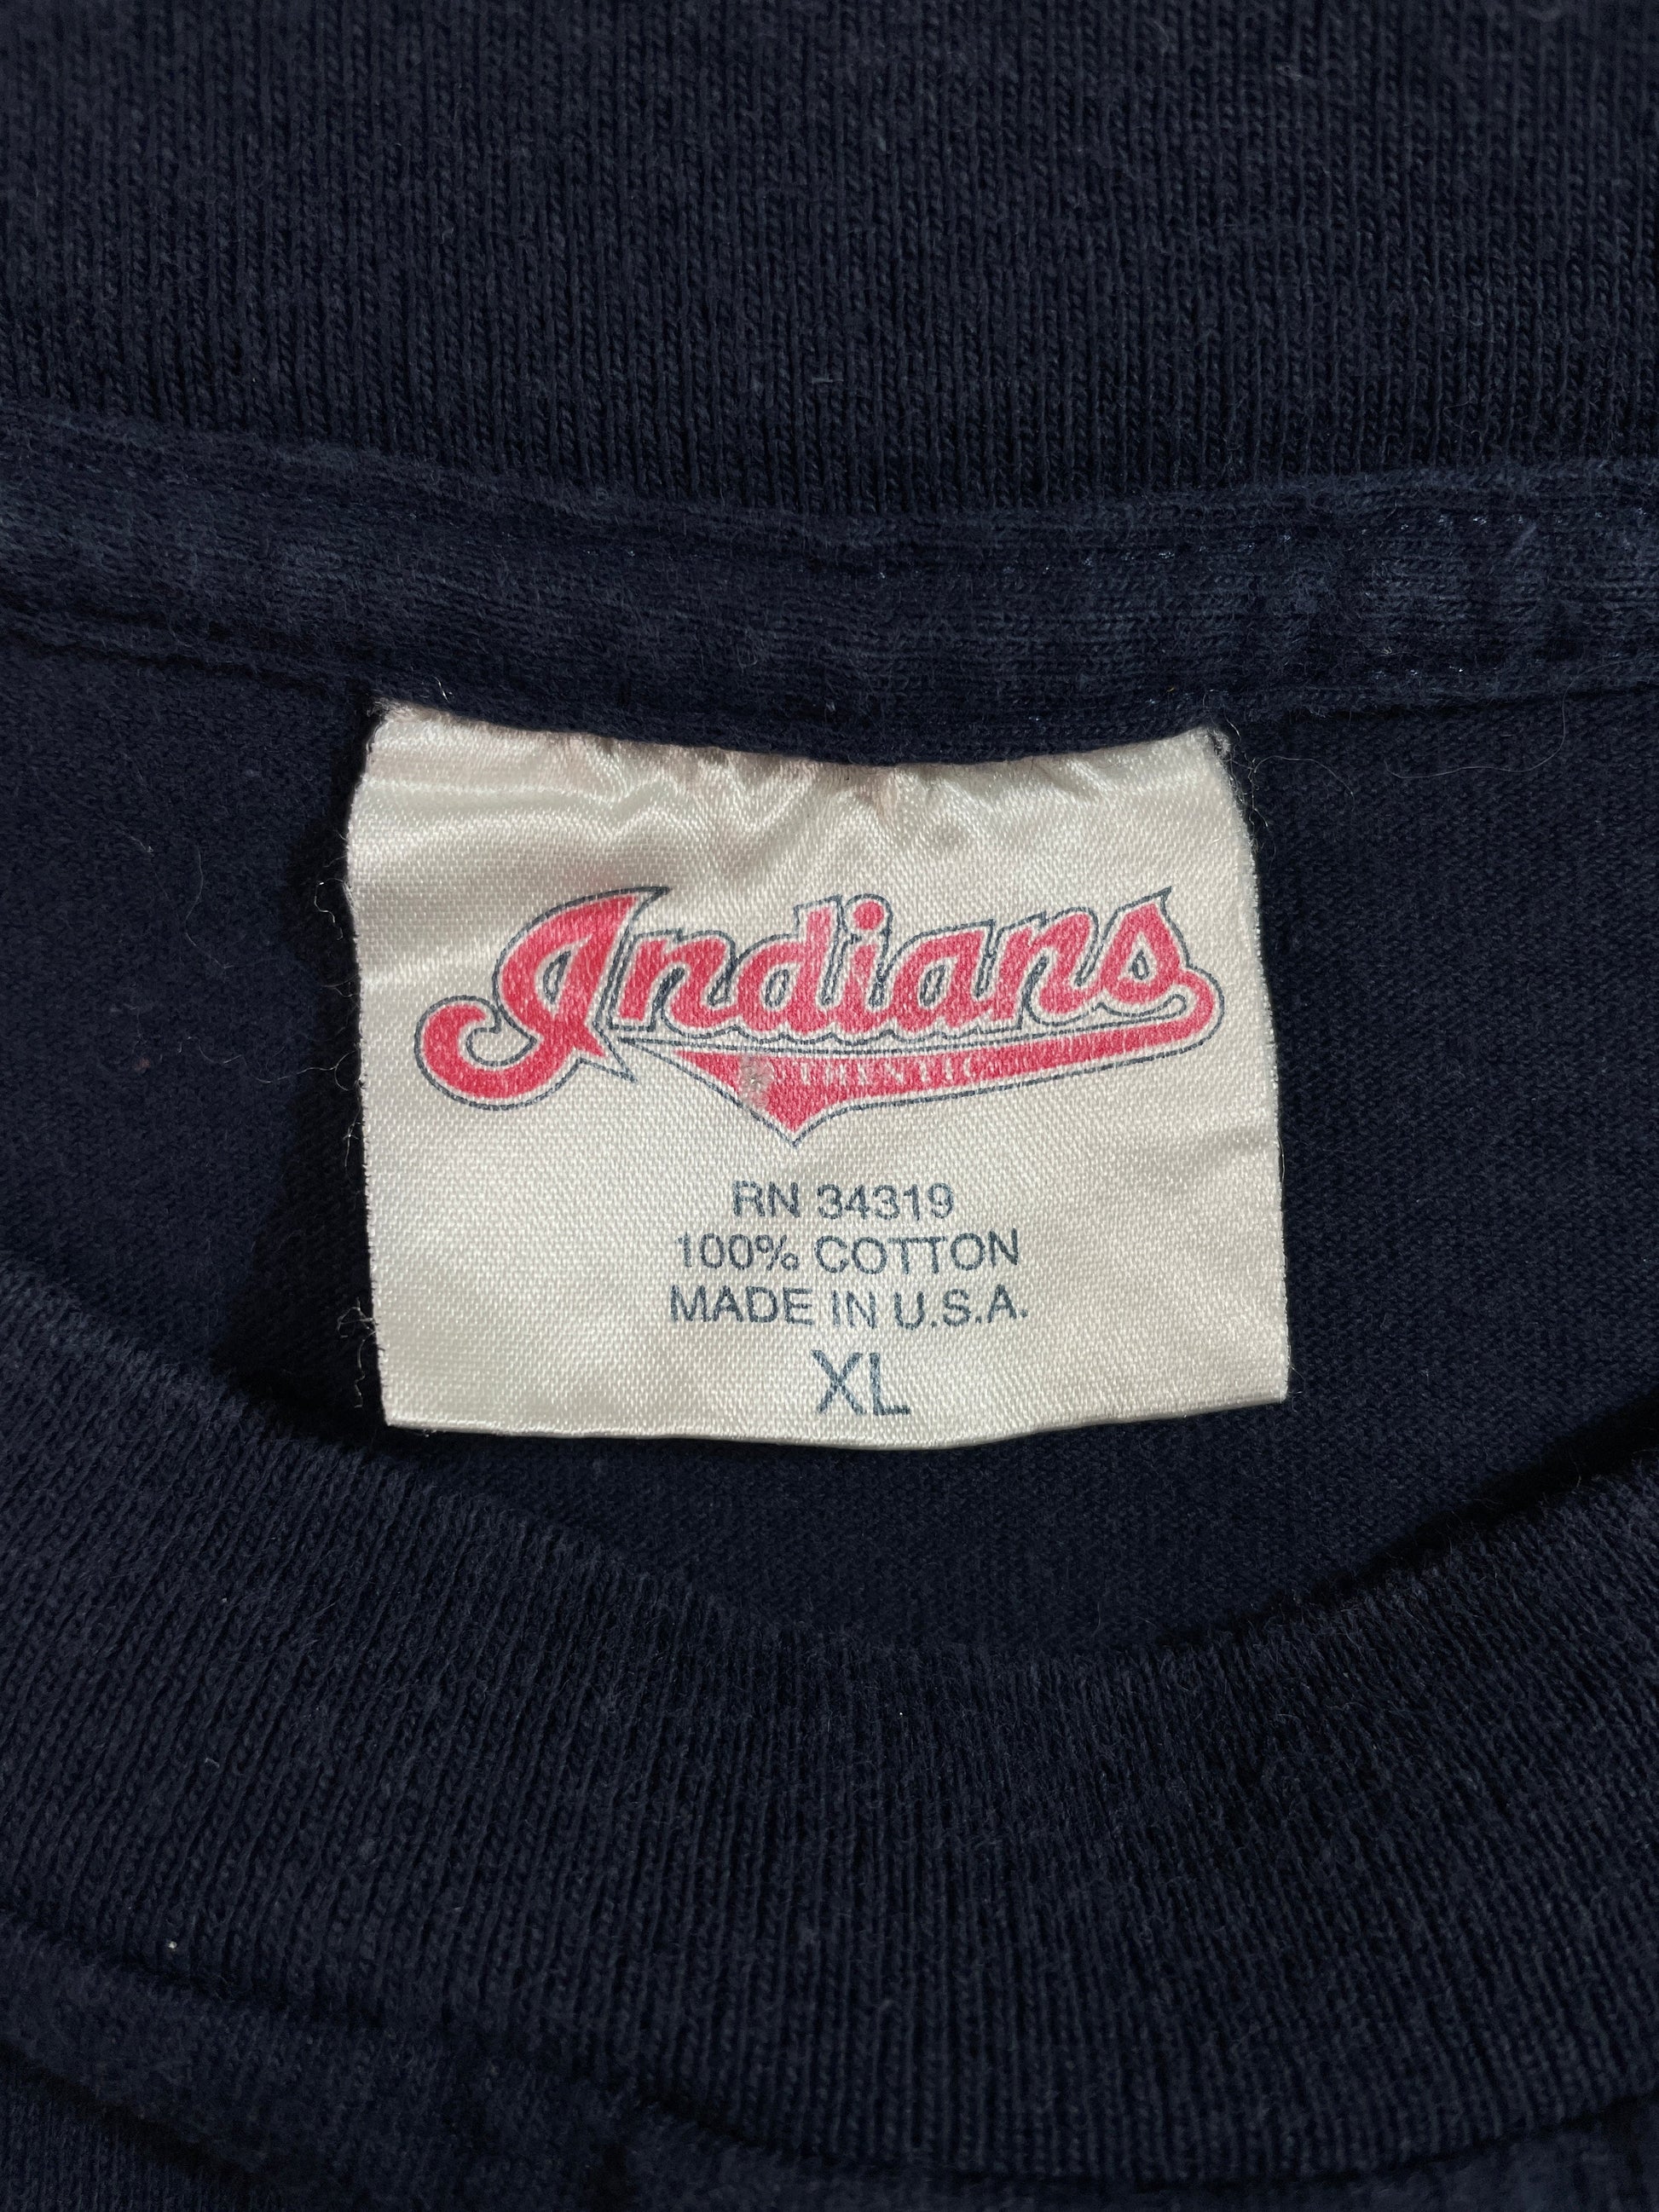 Indians
RN 34319
100% COTTON
MADE IN U.S.A.
XL